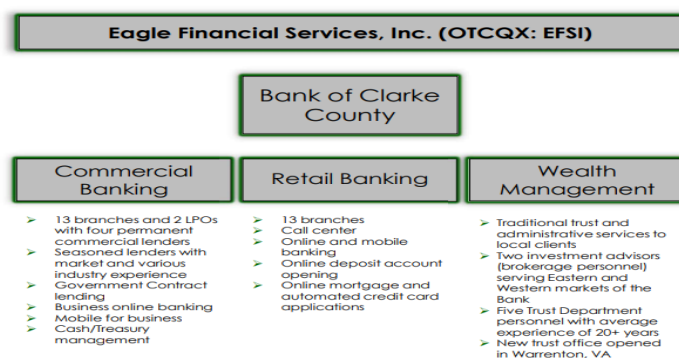 Eagle Financial Services, Inc. (OTCQX: EFSI)
Bank of Clarke
County
Commercial
Banking
➢ 13 branches and 2 LPOs
with four permanent
commercial lenders
➢ Seasoned lenders with
market and various
industry experience
➢ Government Contract
lending
➢ Business online banking
➢ Mobile for business
➢ Cash/Treasury
management
Retail Banking
➢ 13 branches
➢ Call center
➢ Online and mobile
banking
➢ Online deposit account
opening
➢ Online mortgage and
automated credit card
applications
Wealth
Management
➢ Traditional trust and
administrative services to
local clients
➢ Two investment advisors
(brokerage personnel)
serving Eastern and
Western markets of the
Bank
➢ Five Trust Department
personnel with average
experience of 20+ years
➢ New trust office opened
in Warrenton, VA